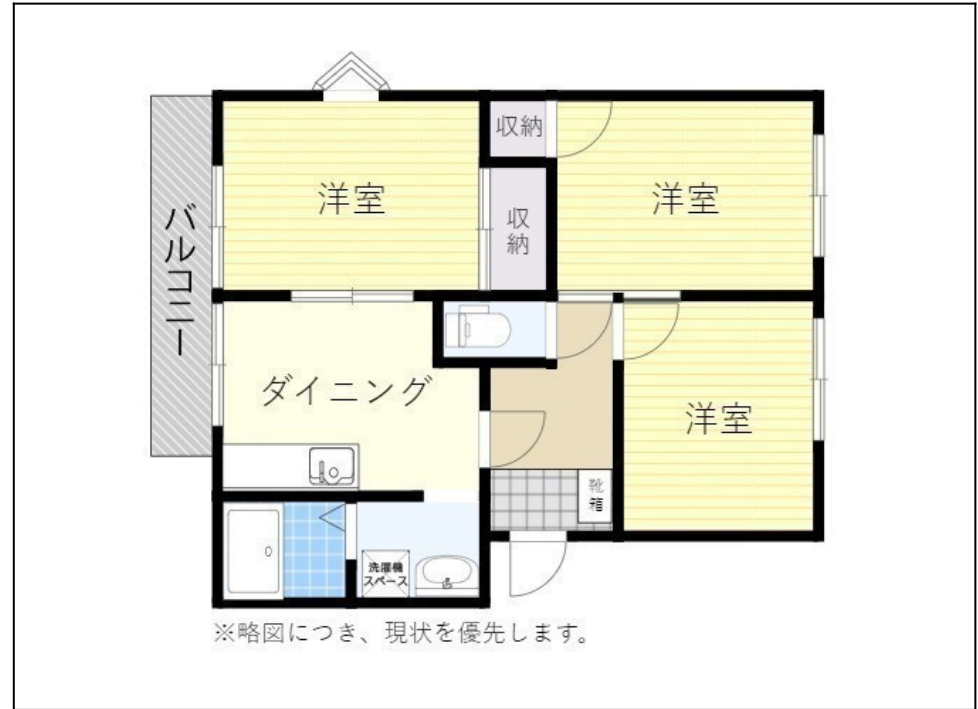 収納
洋室
洋室
収納
バルコニー
ダイニング
洋室
靴箱
洗濯機
スペース
※略図につき、現状を優先します。